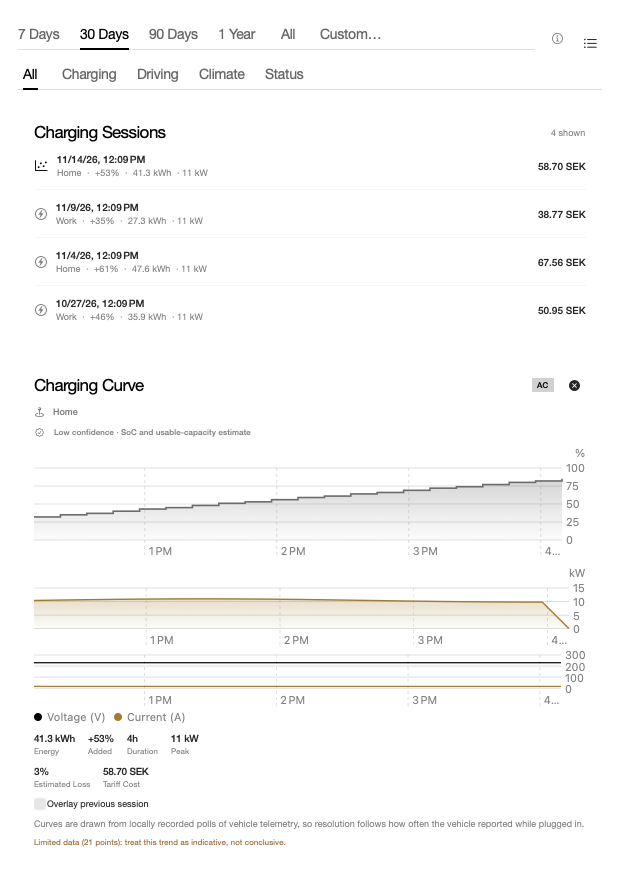 7 Days 30 Days 90 Days 1 Year All Custom...
All Charging Driving Climate Status
Charging Sessions 4 shown
11/14/26, 12:09 PM
Home · +53% · 41.3 kWh · 11 kW 58.70 SEK
11/9/26, 12:09 PM
Work · +35% · 27.3 kWh · 11 kW 38.77 SEK
11/4/26, 12:09 PM
Home · +61% · 47.6 kWh · 11 kW 67.56 SEK
10/27/26, 12:09 PM
Work · +46% · 35.9 kWh · 11 kW 50.95 SEK
Charging Curve AC
Home
Low confidence · SoC and usable-capacity estimate
%
100
75
50
25
0
1 PM 2 PM 3 PM 4...
kW
15
10
5
0
1 PM 2 PM 3 PM 4...
300
200
100
0
1 PM 2 PM 3 PM 4...
Voltage (V) Current (A)
41.3 kWh +53% 4h 11 kW
Energy Added Duration Peak
3% 58.70 SEK
Estimated Loss Tariff Cost
Overlay previous session
Curves are drawn from locally recorded polls of vehicle telemetry, so resolution follows how often the vehicle reported while plugged in.
Limited data (21 points): treat this trend as indicative, not conclusive.